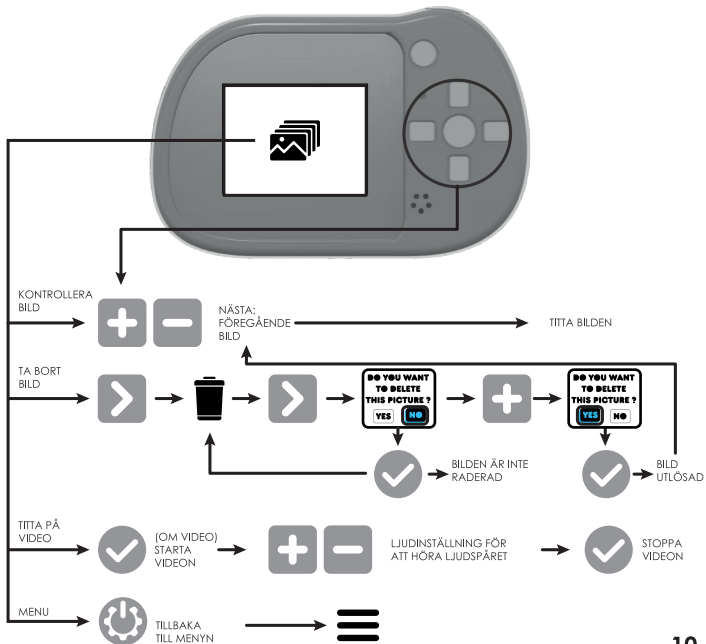 KONTROLLERA
BILD
NÄSTA:
FÖREGÅENDE
BILD
TITTA BILDEN
TA BORT
BILD
DO YOU WANT
TO DELETE
THIS PICTURE ?
YES NO
DO YOU WANT
TO DELETE
THIS PICTURE ?
YES NO
BILDEN ÄR INTE
RADERAD
BILD
UTLÖSAD
TITTA PÅ
VIDEO
(OM VIDEO)
STARTA
VIDEON
LJUDINSTÄLLNING FÖR
ATT HÖRA LJUDSPÅRET
STOPPA
VIDEON
MENU
TILLBAKA
TILL MENYN
10